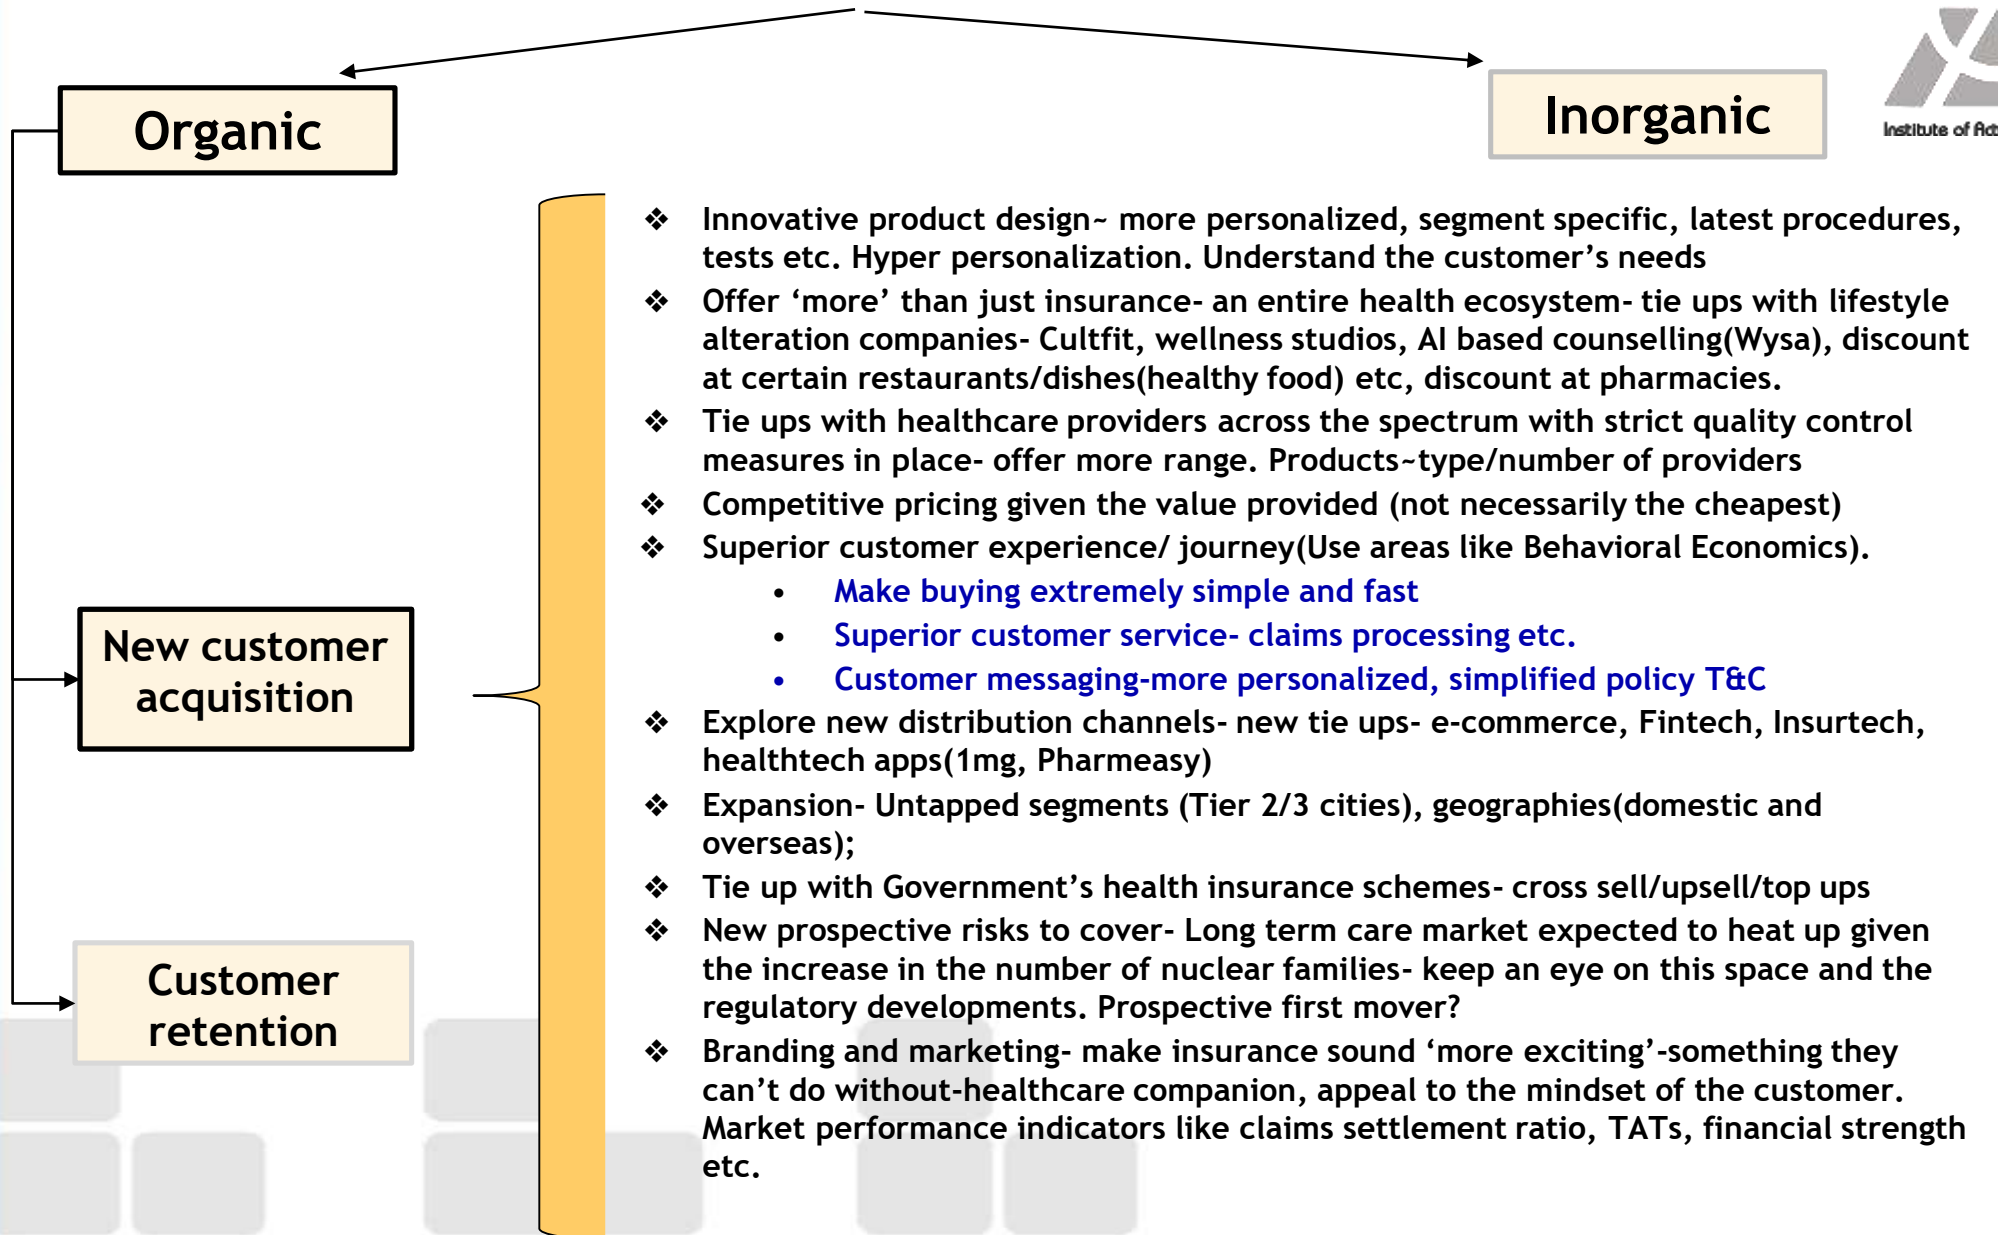 Organic
Inorganic
Institute of
❖ Innovative product design~ more personalized, segment specific, latest procedures,
tests etc. Hyper personalization. Understand the customer’s needs
❖ Offer ‘more’ than just insurance- an entire health ecosystem- tie ups with lifestyle
alteration companies- Cultfit, wellness studios, AI based counselling(Wysa), discount
at certain restaurants/dishes(healthy food) etc, discount at pharmacies.
❖ Tie ups with healthcare providers across the spectrum with strict quality control
measures in place- offer more range. Products~type/number of providers
❖ Competitive pricing given the value provided (not necessarily the cheapest)
❖ Superior customer experience/ journey(Use areas like Behavioral Economics).
• Make buying extremely simple and fast
• Superior customer service- claims processing etc.
• Customer messaging-more personalized, simplified policy T&C
❖ Explore new distribution channels- new tie ups- e-commerce, Fintech, Insurtech,
healthtech apps(1mg, Pharmeasy)
❖ Expansion- Untapped segments (Tier 2/3 cities), geographies(domestic and
overseas);
❖ Tie up with Government’s health insurance schemes- cross sell/upsell/top ups
❖ New prospective risks to cover- Long term care market expected to heat up given
the increase in the number of nuclear families- keep an eye on this space and the
regulatory developments. Prospective first mover?
❖ Branding and marketing- make insurance sound ‘more exciting’-something they
can’t do without-healthcare companion, appeal to the mindset of the customer.
Market performance indicators like claims settlement ratio, TATs, financial strength
etc.
New customer
acquisition
Customer
retention